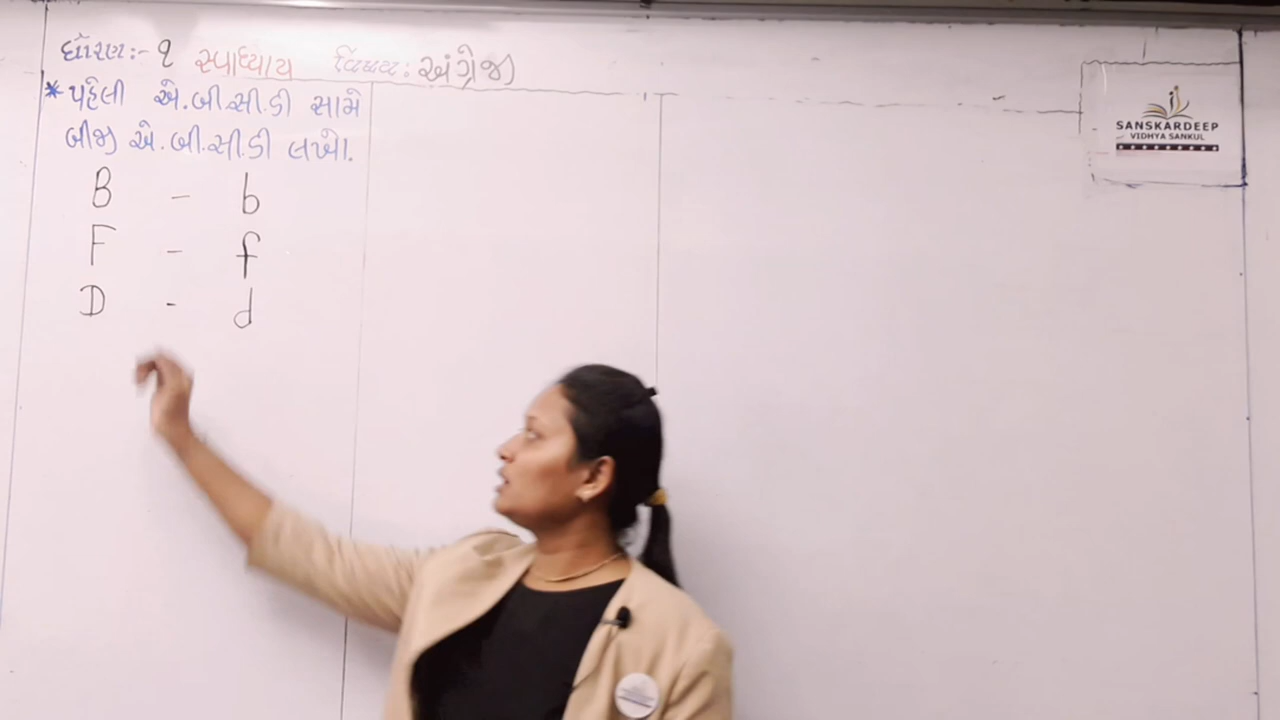 ધોરણ:- ૧ સ્વાધ્યાય વિષય: અંગ્રેજી
* પહેલી એ.બી.સી.ડી સામે
બીજી એ.બી.સી.ડી લખો.
B - b
F - f
D - d
SANSKARDEEP
VIDHYA SANKUL